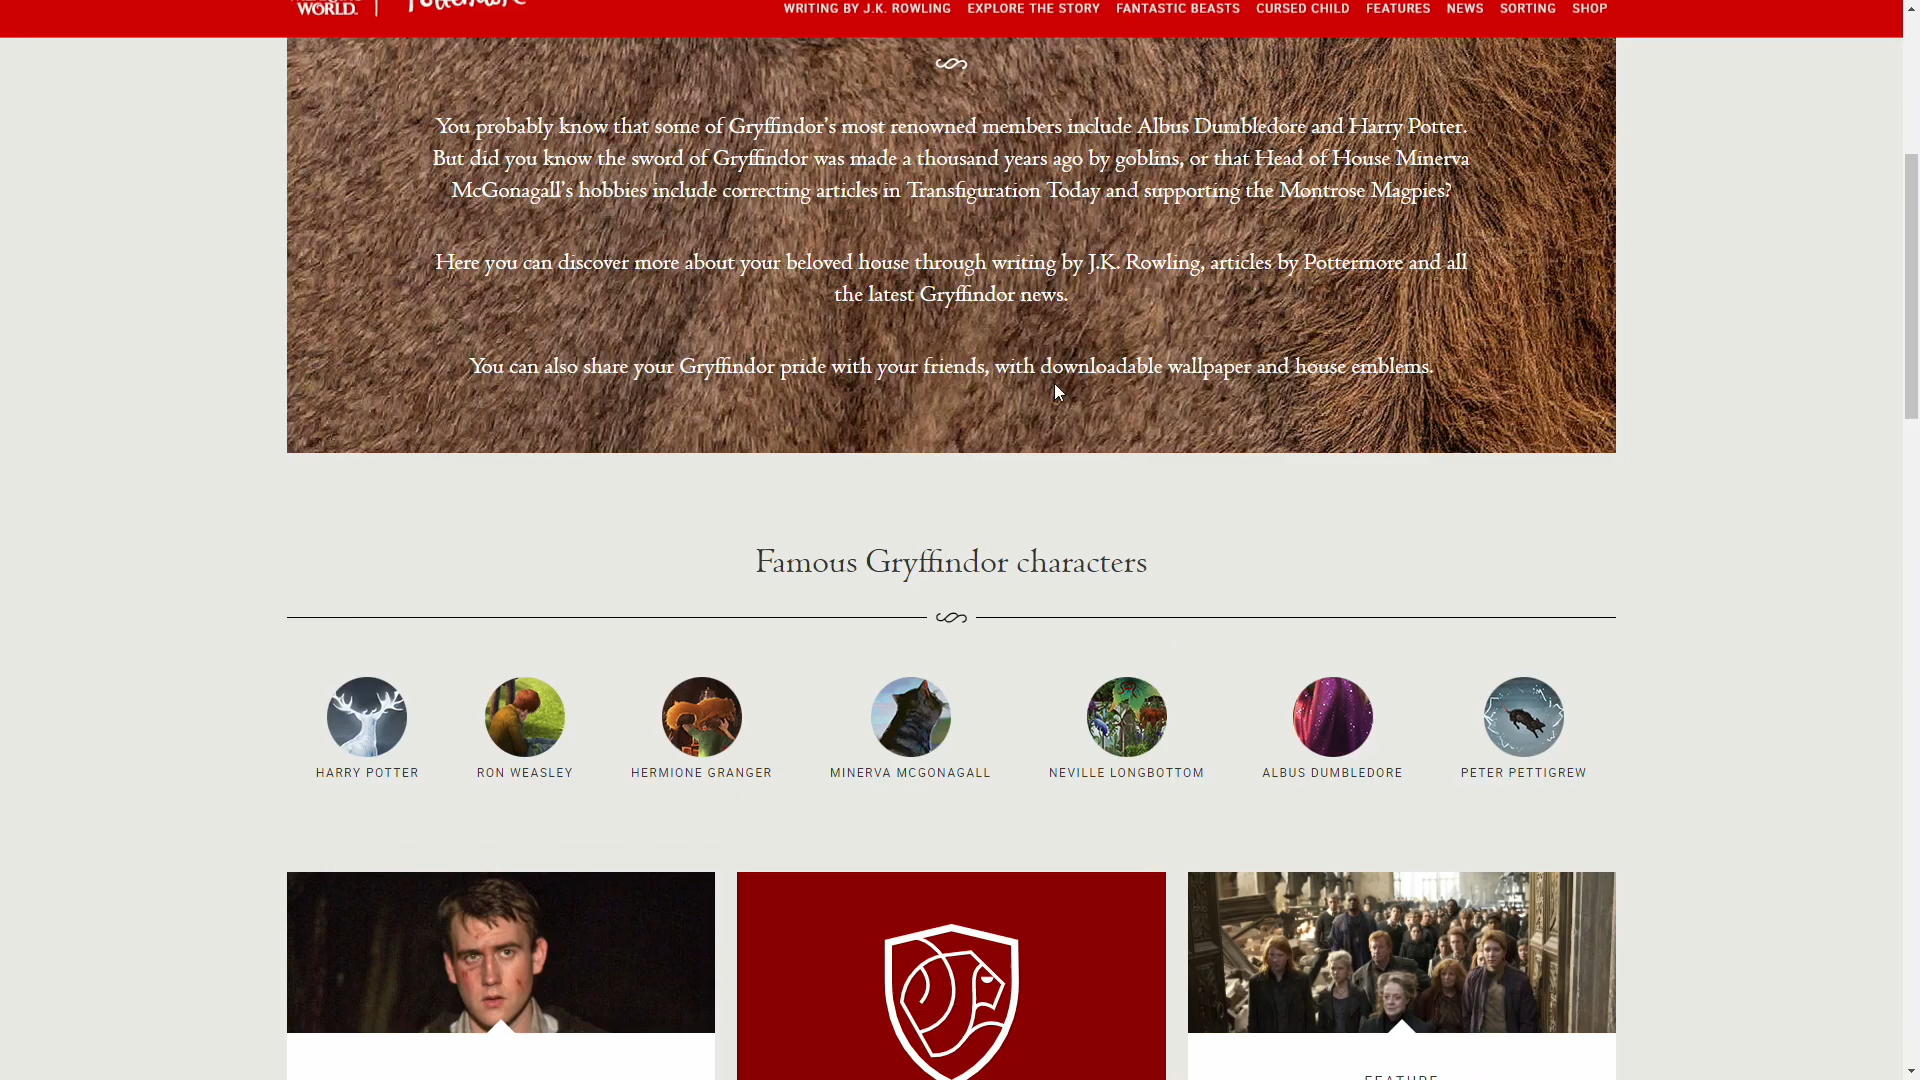 WORLD.
WRITING BY J.K. ROWLING EXPLORE THE STORY FANTASTIC BEASTS CURSED CHILD FEATURES NEWS SORTING SHOP
You probably know that some of Gryffindor’s most renowned members include Albus Dumbledore and Harry Potter.
But did you know the sword of Gryffindor was made a thousand years ago by goblins, or that Head of House Minerva
McGonagall’s hobbies include correcting articles in Transfiguration Today and supporting the Montrose Magpies?
Here you can discover more about your beloved house through writing by J.K. Rowling, articles by Pottermore and all
the latest Gryffindor news.
You can also share your Gryffindor pride with your friends, with downloadable wallpaper and house emblems.
Famous Gryffindor characters
HARRY POTTER RON WEASLEY HERMIONE GRANGER MINERVA MCGONAGALL NEVILLE LONGBOTTOM ALBUS DUMBLEDORE PETER PETTIGREW
FEATURE